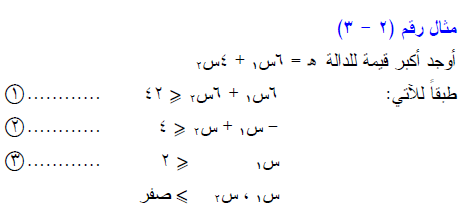 مثال رقم (٢ – ٣)
أوجد أكبر قيمة للدالة هـ = ٦س١ + ٤س٢
طبقاً للآتي: ٦س١ + ٦س٢ ⩽ ٤٢ ............ ①
– س١ + س٢ ⩽ ٤ ............ ②
س١ ⩽ ٢ ............ ③
س١ ، س٢ ⩾ صفر